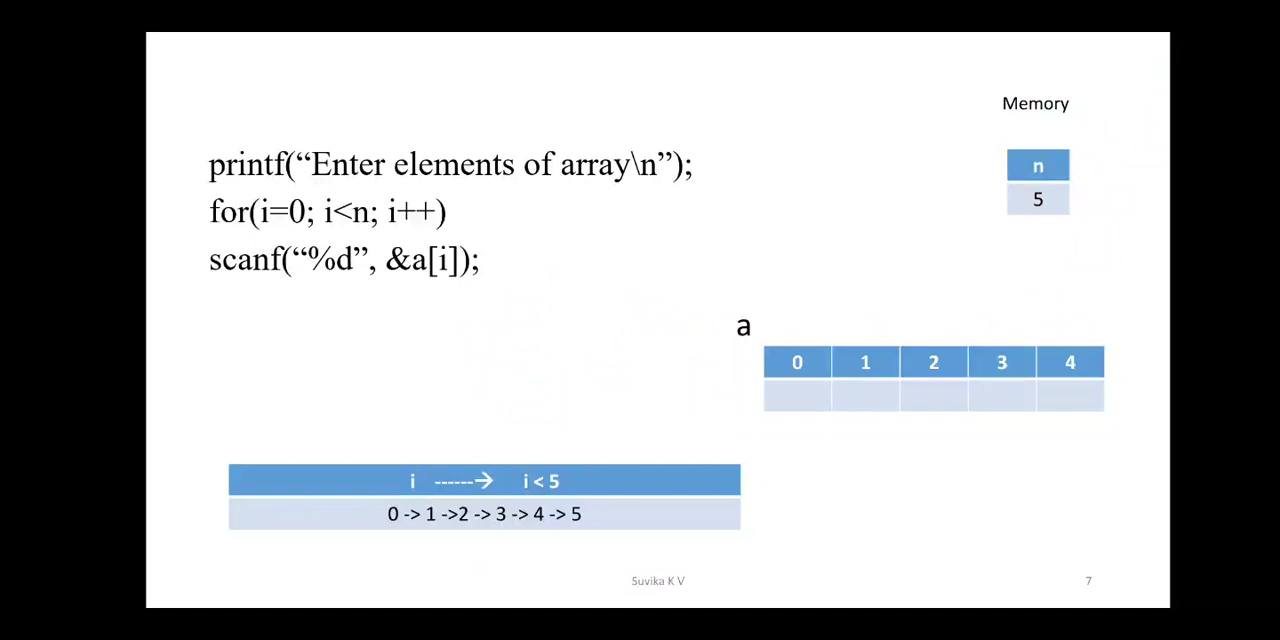 Memory
printf(“Enter elements of array\n”);
for(i=0; i<n; i++)
scanf(“%d”, &a[i]);
n
5
a
0 1 2 3 4
i ------→ i < 5
0 -> 1 ->2 -> 3 -> 4 -> 5
Suvika K V
7